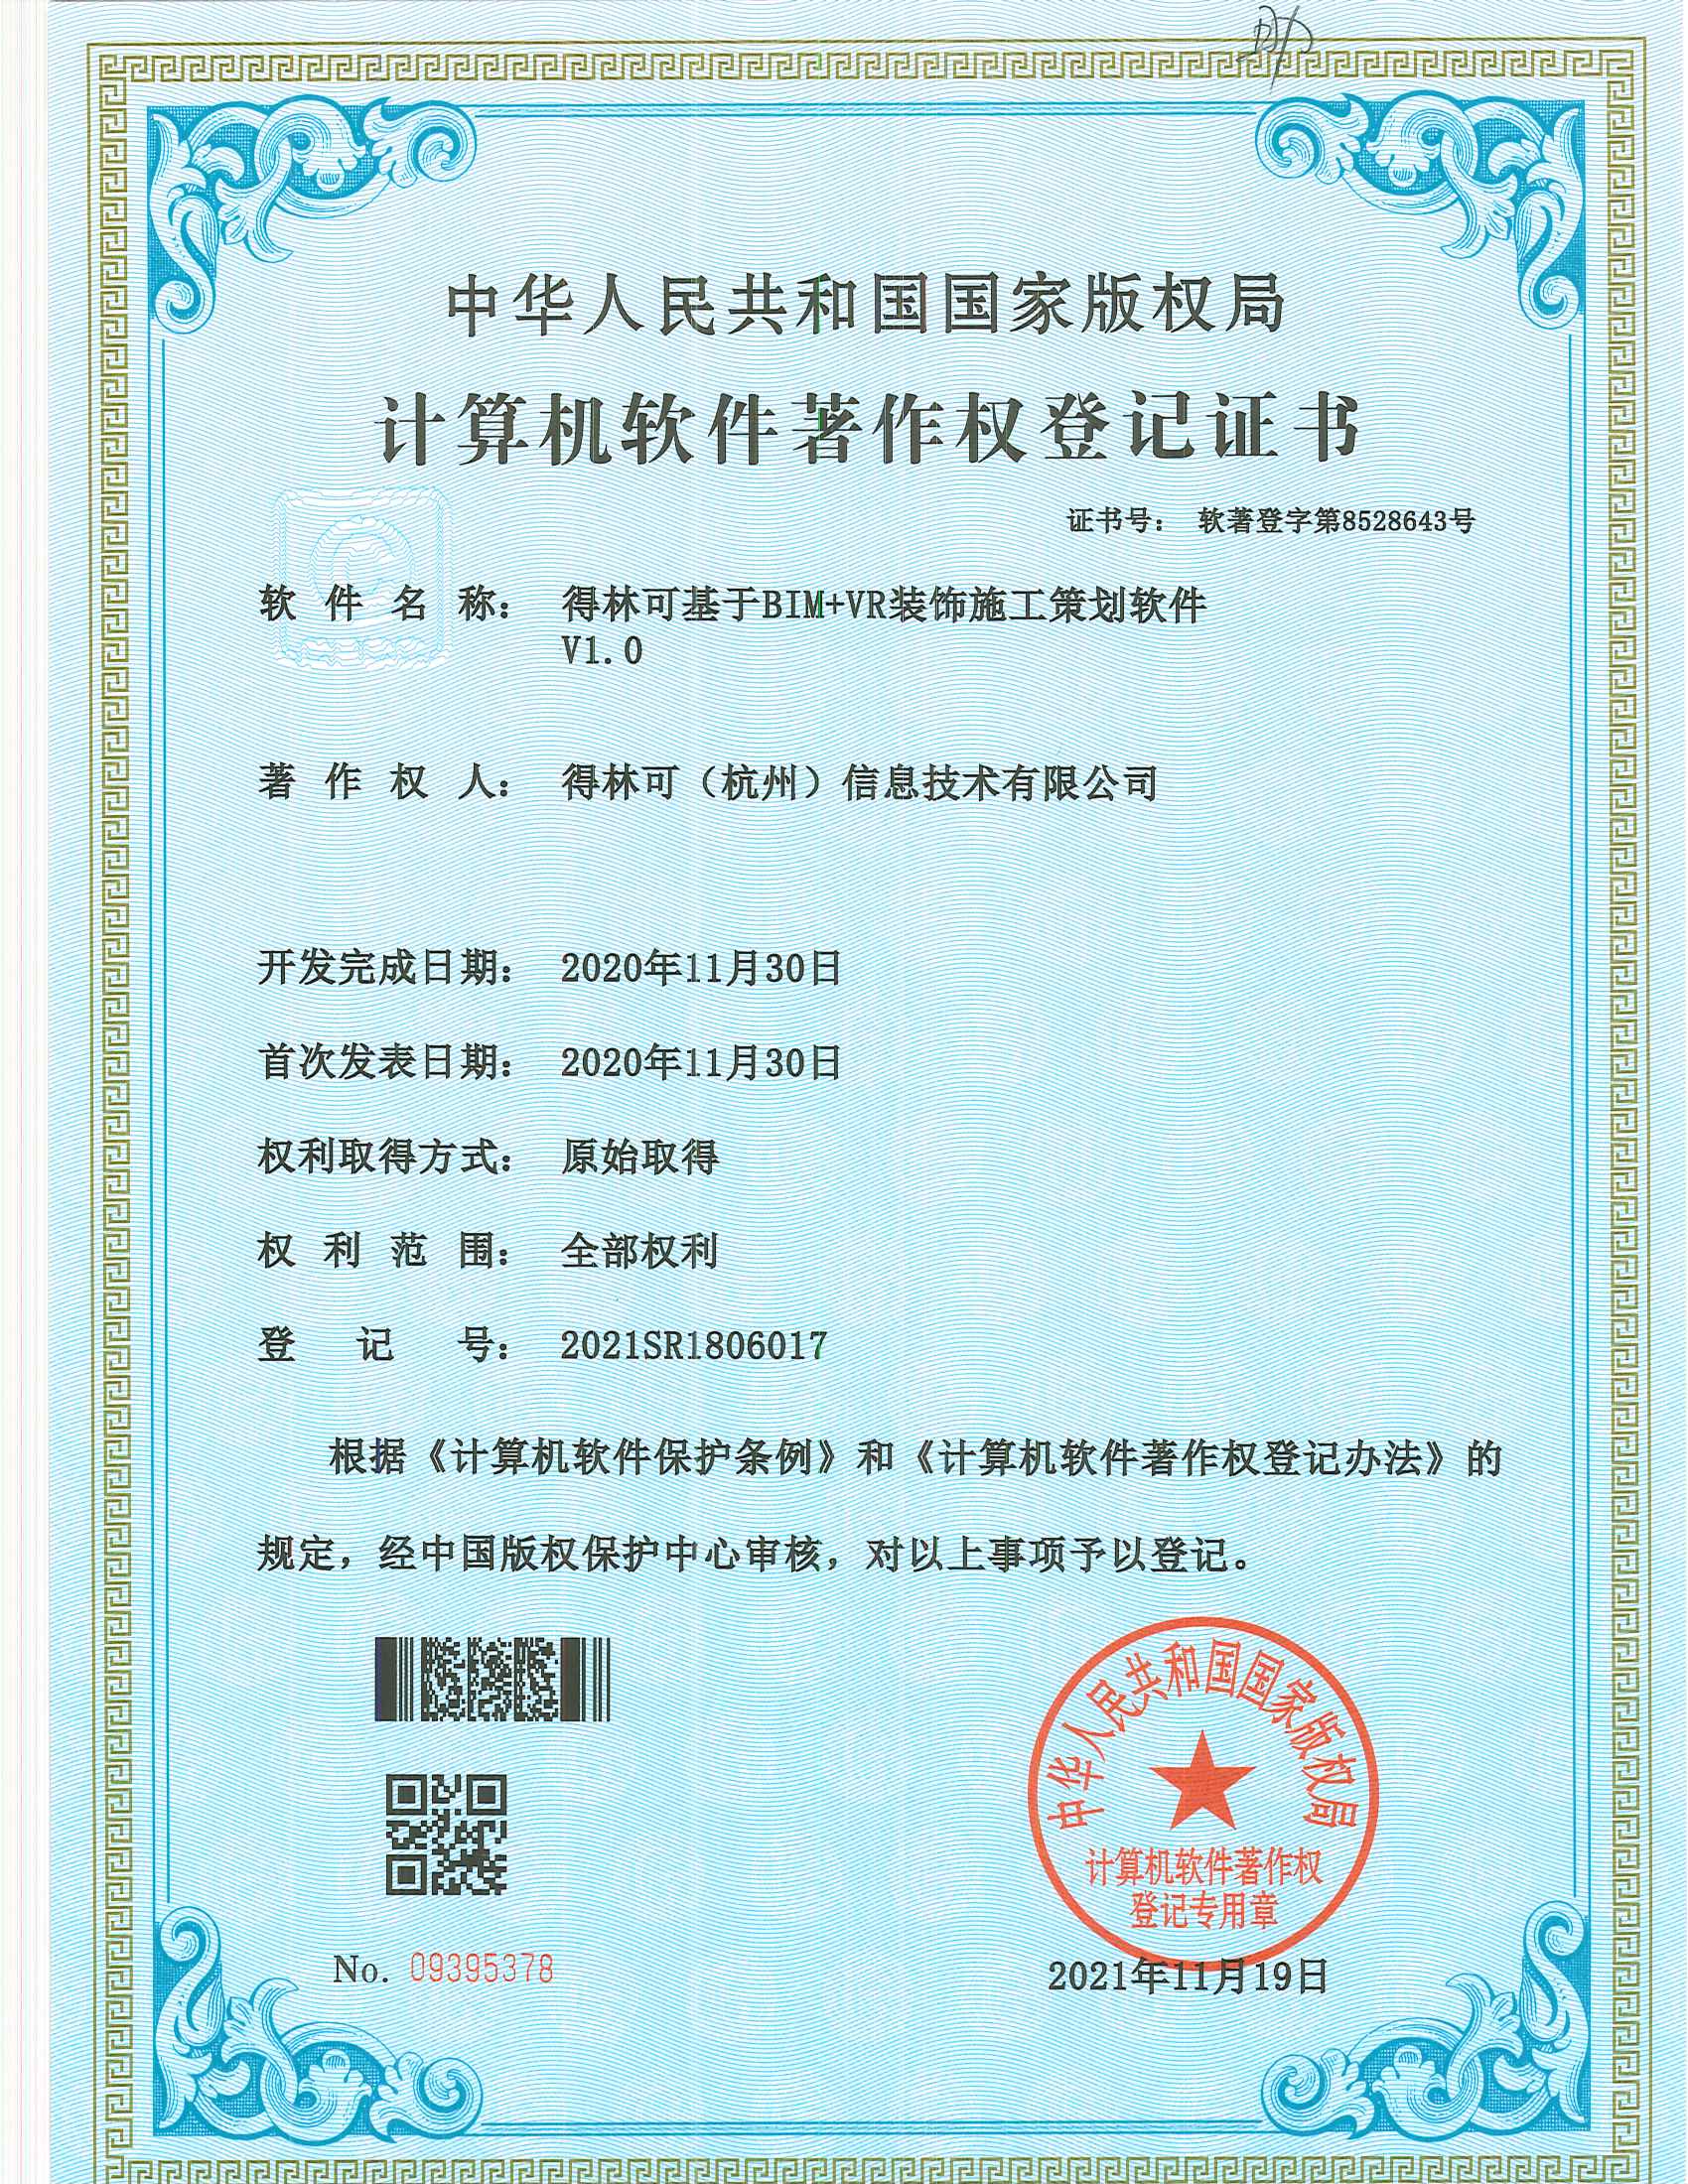 中华人民共和国国家版权局
计算机软件著作权登记证书
证书号： 软著登字第8528643号
软件名称： 得林可基于BIM+VR装饰施工策划软件
V1.0
著作权人： 得林可（杭州）信息技术有限公司
开发完成日期： 2020年11月30日
首次发表日期： 2020年11月30日
权利取得方式： 原始取得
权利范围： 全部权利
登记号： 2021SR1806017
根据《计算机软件保护条例》和《计算机软件著作权登记办法》的
规定，经中国版权保护中心审核，对以上事项予以登记。
中华人民共和国国家版权局
计算机软件著作权
登记专用章
No. 09395378
2021年11月19日